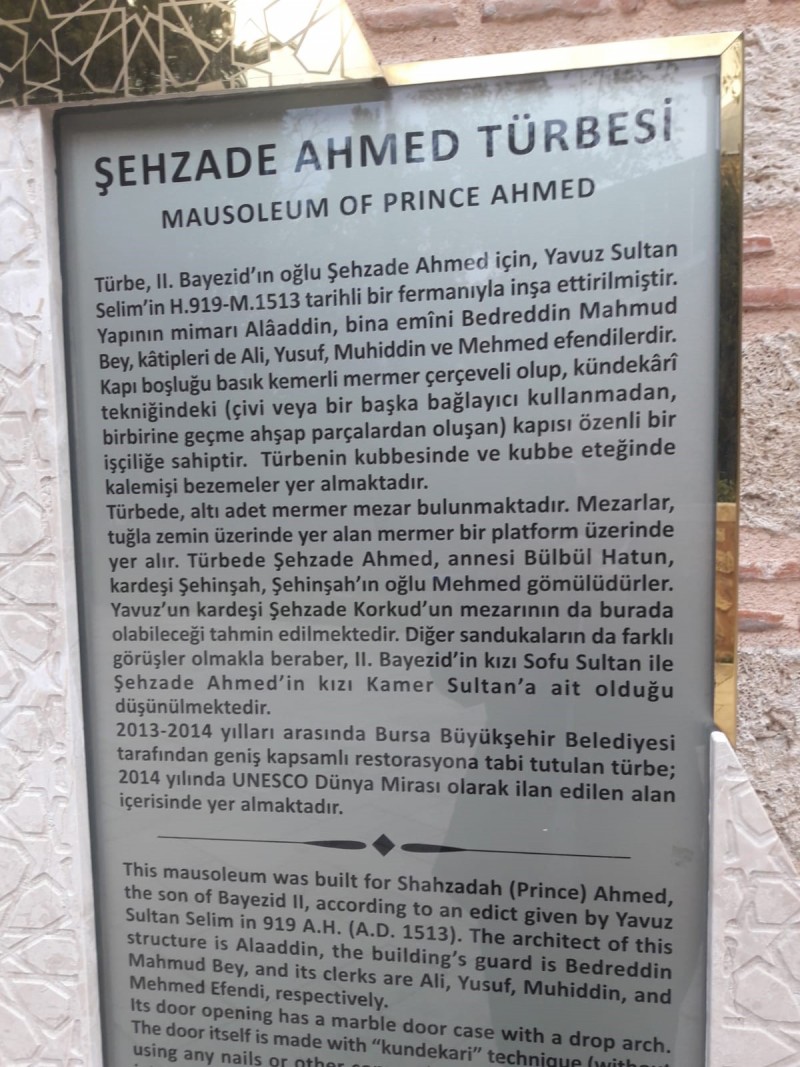 ŞEHZADE AHMED TÜRBESİ
MAUSOLEUM OF PRINCE AHMED
Türbe, II. Bayezid'ın oğlu Şehzade Ahmed için, Yavuz Sultan
Selim'in H.919-M.1513 tarihli bir fermanıyla inşa ettirilmiştir.
Yapının mimarı Alâaddin, bina emîni Bedreddin Mahmud
Bey, kâtipleri de Ali, Yusuf, Muhiddin ve Mehmed efendilerdir.
Kapı boşluğu basık kemerli mermer çerçeveli olup, kündekârî
tekniğindeki (çivi veya bir başka bağlayıcı kullanmadan,
birbirine geçme ahşap parçalardan oluşan) kapısı özenli bir
işçiliğe sahiptir. Türbenin kubbesinde ve kubbe eteğinde
kalemişi bezemeler yer almaktadır.
Türbede, altı adet mermer mezar bulunmaktadır. Mezarlar,
tuğla zemin üzerinde yer alan mermer bir platform üzerinde
yer alır. Türbede Şehzade Ahmed, annesi Bülbül Hatun,
kardeşi Şehinşah, Şehinşah'ın oğlu Mehmed gömülüdürler.
Yavuz'un kardeşi Şehzade Korkud'un mezarının da burada
olabileceği tahmin edilmektedir. Diğer sandukaların da farklı
görüşler olmakla beraber, II. Bayezid'in kızı Sofu Sultan ile
Şehzade Ahmed'in kızı Kamer Sultan'a ait olduğu
düşünülmektedir.
2013-2014 yılları arasında Bursa Büyükşehir Belediyesi
tarafından geniş kapsamlı restorasyona tabi tutulan türbe;
2014 yılında UNESCO Dünya Mirası olarak ilan edilen alan
içerisinde yer almaktadır.
This mausoleum was built for Shahzadah (Prince) Ahmed,
the son of Bayezid II, according to an edict given by Yavuz
Sultan Selim in 919 A.H. (A.D. 1513). The architect of this
structure is Alaaddin, the building's guard is Bedreddin
Mahmud Bey, and its clerks are Ali, Yusuf, Muhiddin, and
Mehmed Efendi, respectively.
Its door opening has a marble door case with a drop arch.
The door itself is made with "kundekari" technique (without
using any nails or other